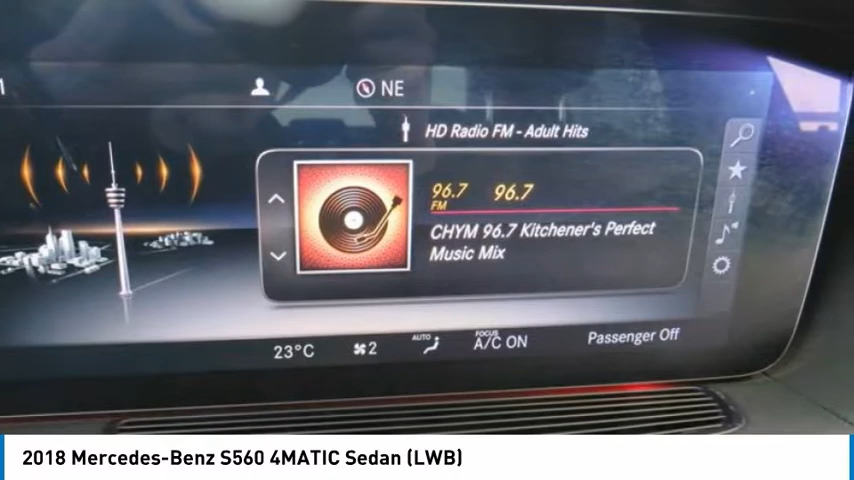 NE
HD Radio FM - Adult Hits
96.7 96.7
FM
CHYM 96.7 Kitchener's Perfect
Music Mix
23°C 2 AUTO FOCUS A/C ON Passenger Off
2018 Mercedes-Benz S560 4MATIC Sedan (LWB)